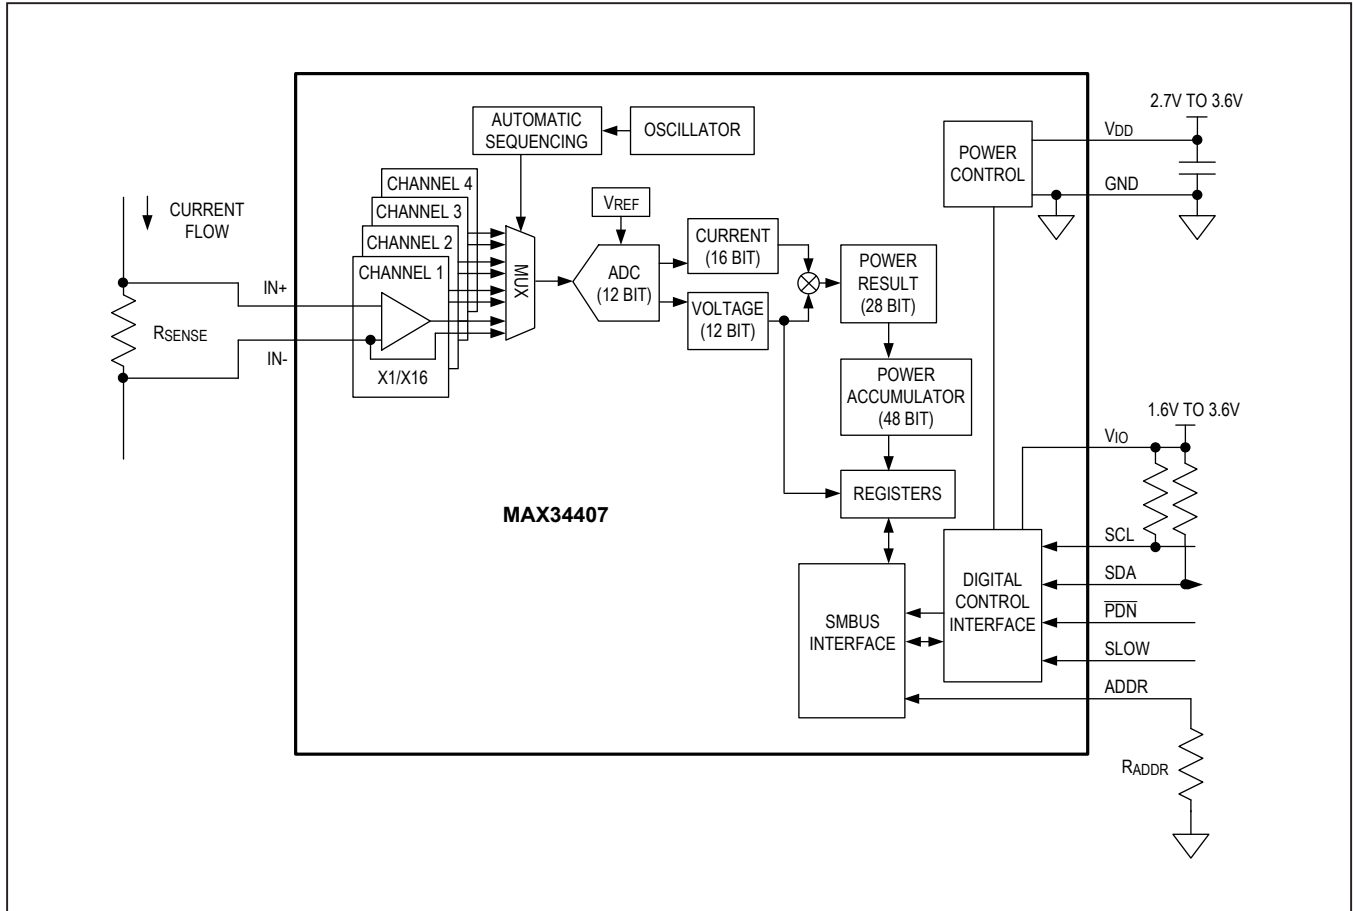 2.7V TO 3.6V
AUTOMATIC
SEQUENCING
OSCILLATOR
POWER
CONTROL
VDD
GND
CHANNEL 4
CHANNEL 3
CHANNEL 2
CHANNEL 1
X1/X16
CURRENT
FLOW
IN+
RSENSE
IN-
MUX
VREF
ADC
(12 BIT)
CURRENT
(16 BIT)
VOLTAGE
(12 BIT)
POWER
RESULT
(28 BIT)
POWER
ACCUMULATOR
(48 BIT)
REGISTERS
MAX34407
1.6V TO 3.6V
VIO
SCL
SDA
PDN
SLOW
ADDR
DIGITAL
CONTROL
INTERFACE
SMBUS
INTERFACE
RADDR